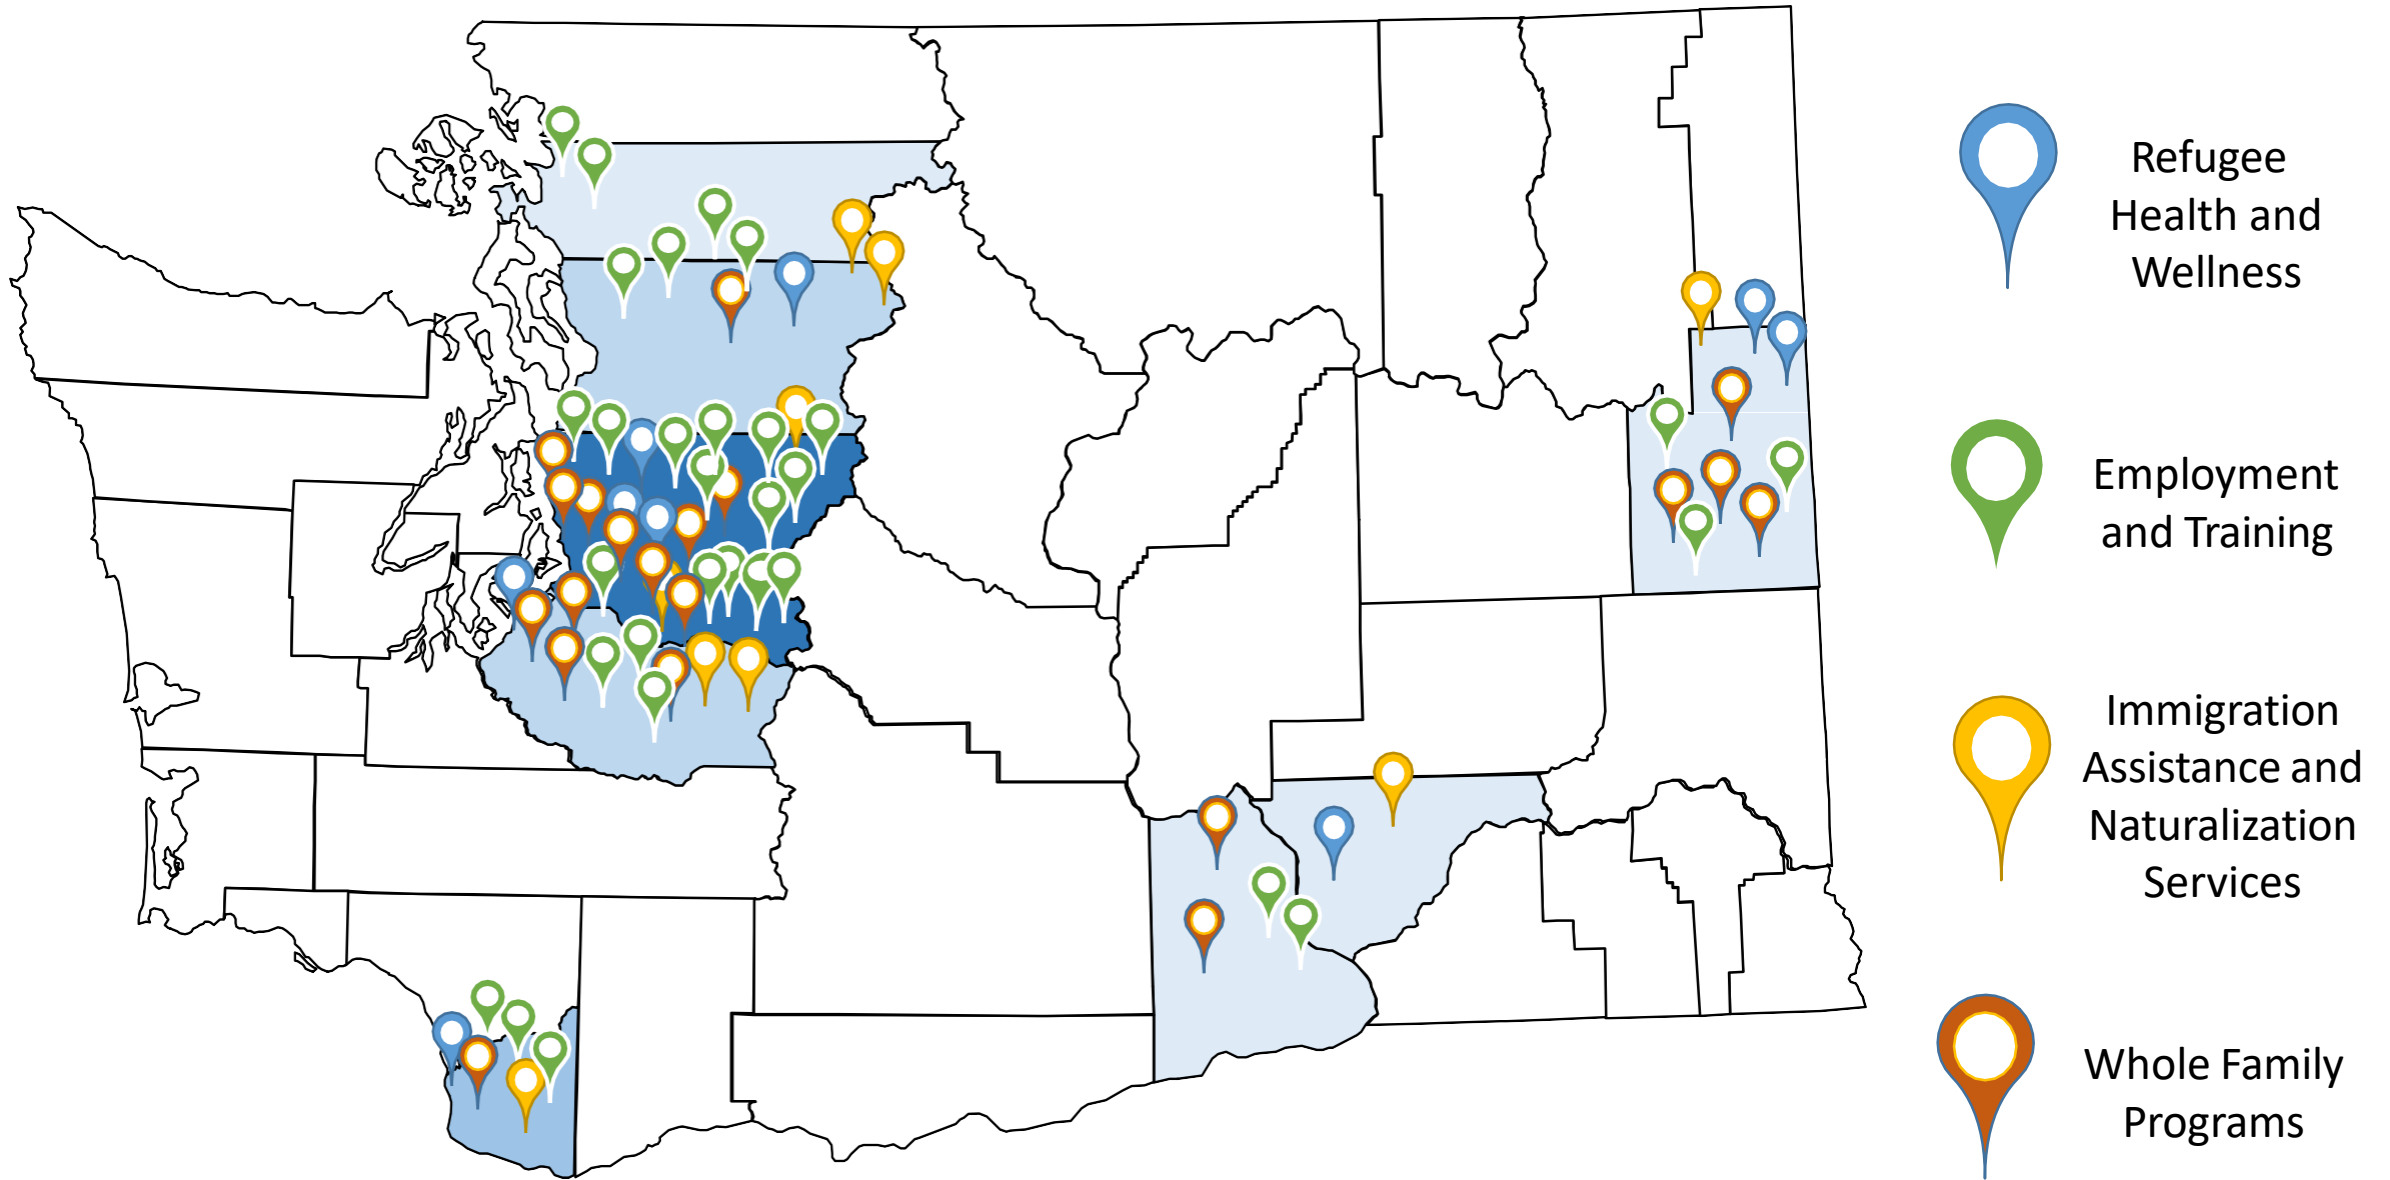 Refugee
Health and
Wellness
Employment
and Training
Immigration
Assistance and
Naturalization
Services
Whole Family
Programs